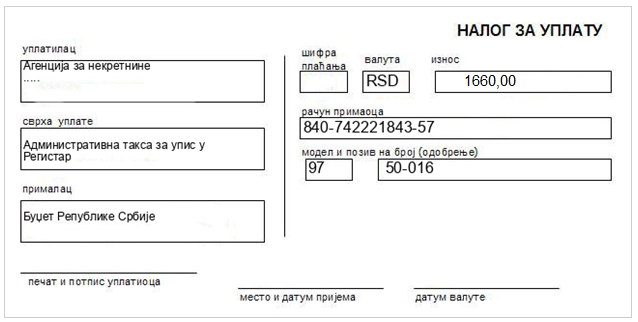 НАЛОГ ЗА УПЛАТУ
уплатилац
Агенција за некретнине
.....
сврха уплате
Административна такса за упис у
Регистар
прималац
Буџет Републике Србије
печат и потпис уплатиоца
шифра
плаћања
валута
износ
RSD
1660,00
рачун примаоца
840-742221843-57
модел и позив на број (одобрење)
97
50-016
место и датум пријема
датум валуте